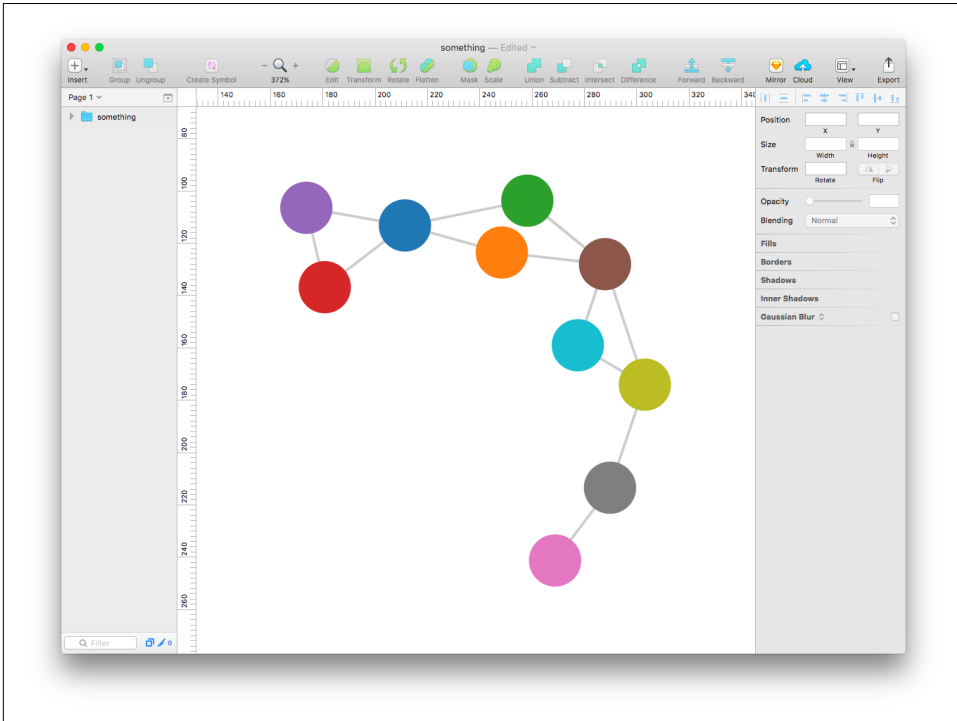 something — Edited
Insert Group Ungroup Create Symbol 372% Edit Transform Rotate Flatten Mask Scale Union Subtract Intersect Difference Forward Backward Mirror Cloud View Export
Page 1
140 160 180 200 220 240 260 280 300 320 340
something
80
100
120
140
160
180
200
220
240
260
Position
X Y
Size
Width Height
Transform
Rotate Flip
Opacity
Blending Normal
Fills
Borders
Shadows
Inner Shadows
Gaussian Blur
Filter 0